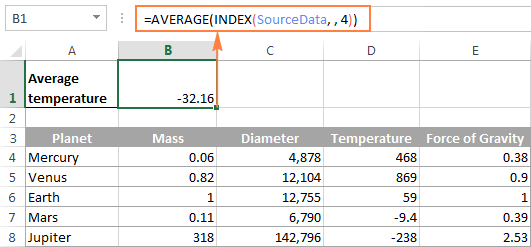 B1 =AVERAGE(INDEX(SourceData, , 4))
A B C D E
1 Average temperature -32.16
2
3 Planet Mass Diameter Temperature Force of Gravity
4 Mercury 0.06 4,878 468 0.38
5 Venus 0.82 12,104 869 0.9
6 Earth 1 12,755 59 1
7 Mars 0.11 6,790 -9.4 0.39
8 Jupiter 318 142,796 -238 2.53